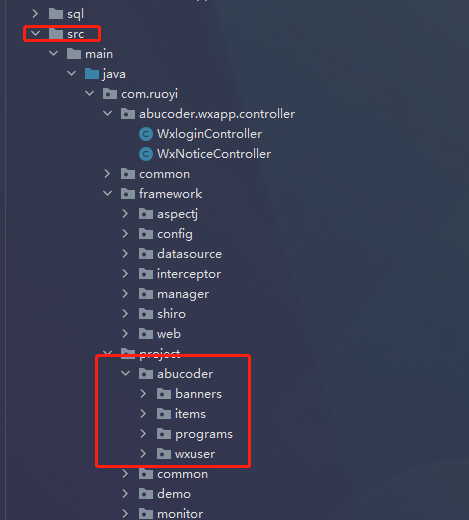 sql
src
main
java
com.ruoyi
abucoder.wxapp.controller
WxloginController
WxNoticeController
common
framework
aspectj
config
datasource
interceptor
manager
shiro
web
project
abucoder
banners
items
programs
wxuser
common
demo
monitor